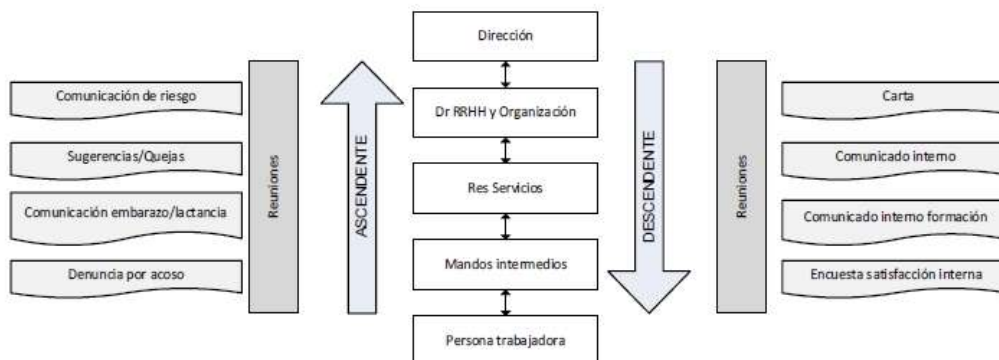 Dirección
Dr RRHH y Organización
Res Servicios
Mandos intermedios
Persona trabajadora
Comunicación de riesgo
Sugerencias/Quejas
Comunicación embarazo/lactancia
Denuncia por acoso
Reuniones
ASCENDENTE
DESCENDENTE
Reuniones
Carta
Comunicado interno
Comunicado interno formación
Encuesta satisfacción interna